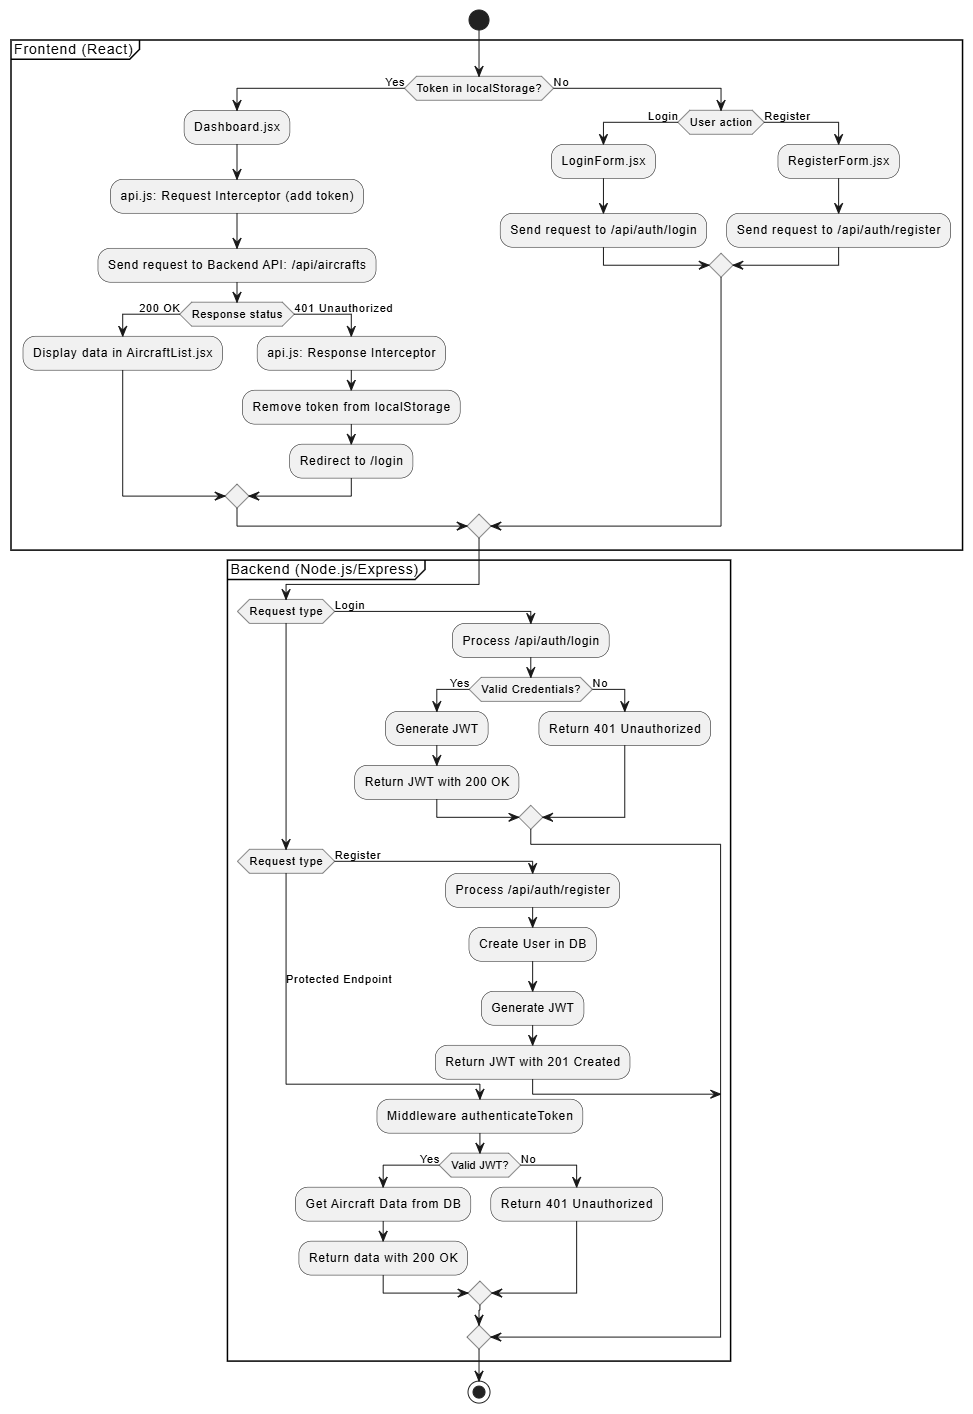 Frontend (React)
Token in localStorage?
Yes
No
Dashboard.jsx
api.js: Request Interceptor (add token)
Send request to Backend API: /api/aircrafts
Response status
200 OK
401 Unauthorized
Display data in AircraftList.jsx
api.js: Response Interceptor
Remove token from localStorage
Redirect to /login
User action
Login
Register
LoginForm.jsx
Send request to /api/auth/login
RegisterForm.jsx
Send request to /api/auth/register
Backend (Node.js/Express)
Request type
Login
Process /api/auth/login
Valid Credentials?
Yes
No
Generate JWT
Return JWT with 200 OK
Return 401 Unauthorized
Request type
Register
Process /api/auth/register
Create User in DB
Generate JWT
Return JWT with 201 Created
Protected Endpoint
Middleware authenticateToken
Valid JWT?
Yes
No
Get Aircraft Data from DB
Return data with 200 OK
Return 401 Unauthorized